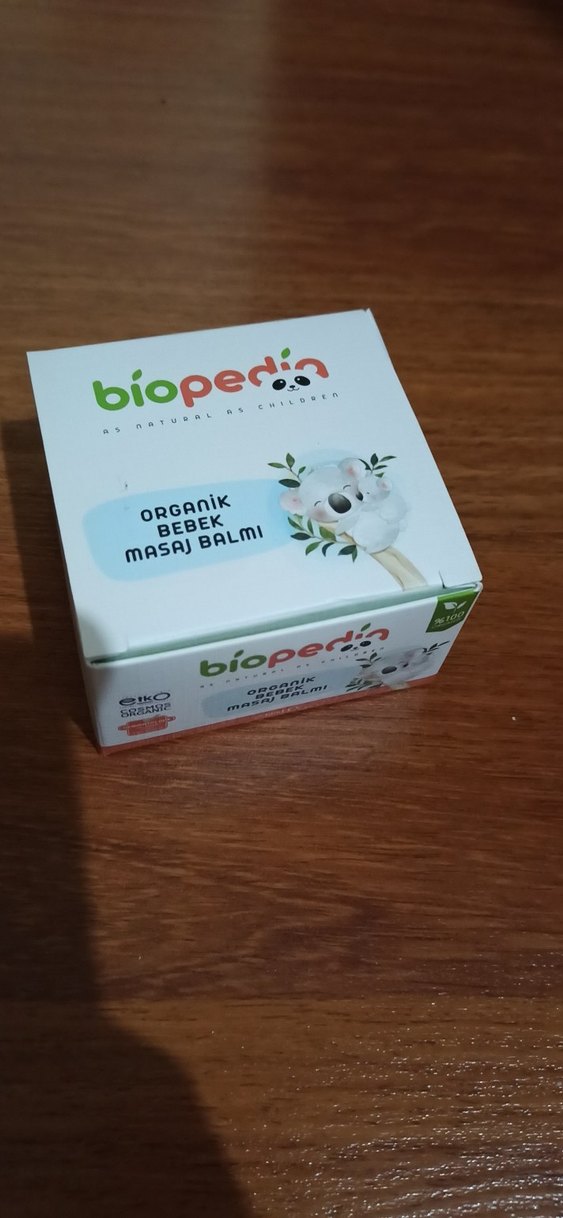 biopedia
AS NATURAL AS CHILDREN
ORGANİK
BEBEK
MASAJ BALMI
%100
biopedia
AS NATURAL AS CHILDREN
ORGANİK
BEBEK
MASAJ BALMI
eko
COSMOS
ORGANIC